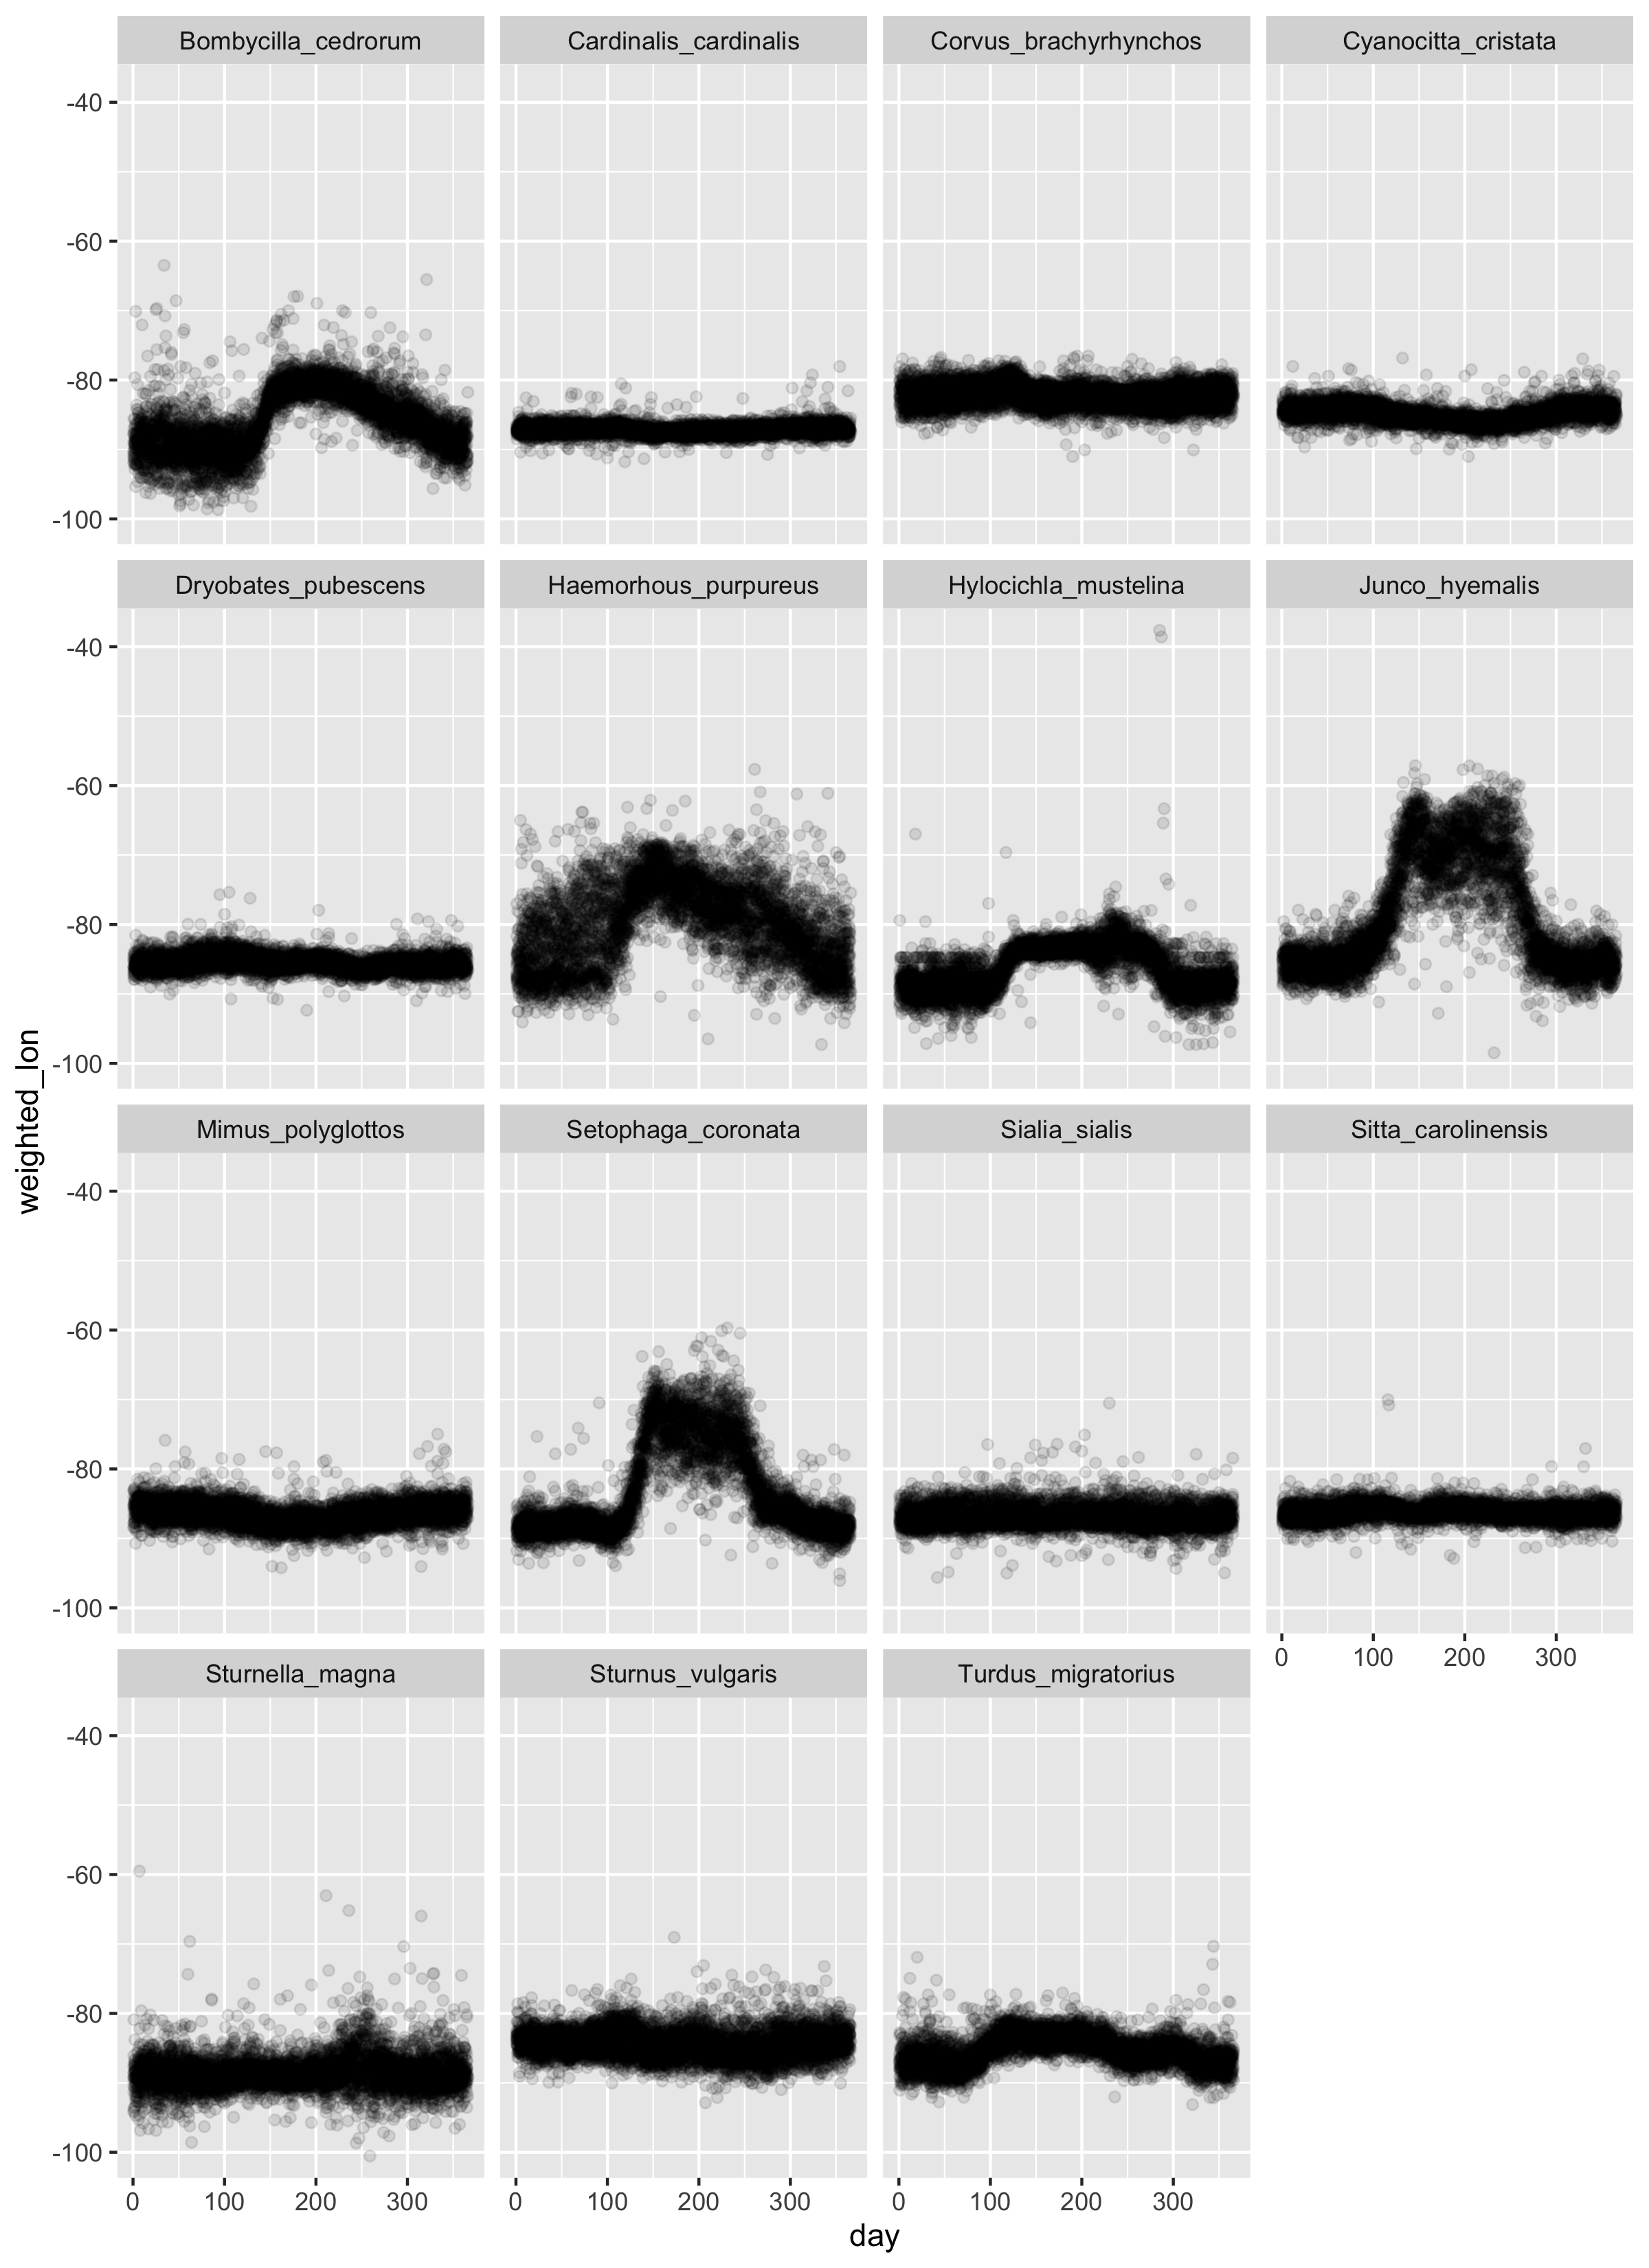 Bombycilla_cedrorum Cardinalis_cardinalis Corvus_brachyrhynchos Cyanocitta_cristata
-40
-60
-80
-100
Dryobates_pubescens Haemorhous_purpureus Hylocichla_mustelina Junco_hyemalis
-40
-60
-80
-100
weighted_lon
Mimus_polyglottos Setophaga_coronata Sialia_sialis Sitta_carolinensis
-40
-60
-80
-100
0 100 200 300
Sturnella_magna Sturnus_vulgaris Turdus_migratorius
-40
-60
-80
-100
0 100 200 300 0 100 200 300 0 100 200 300
day